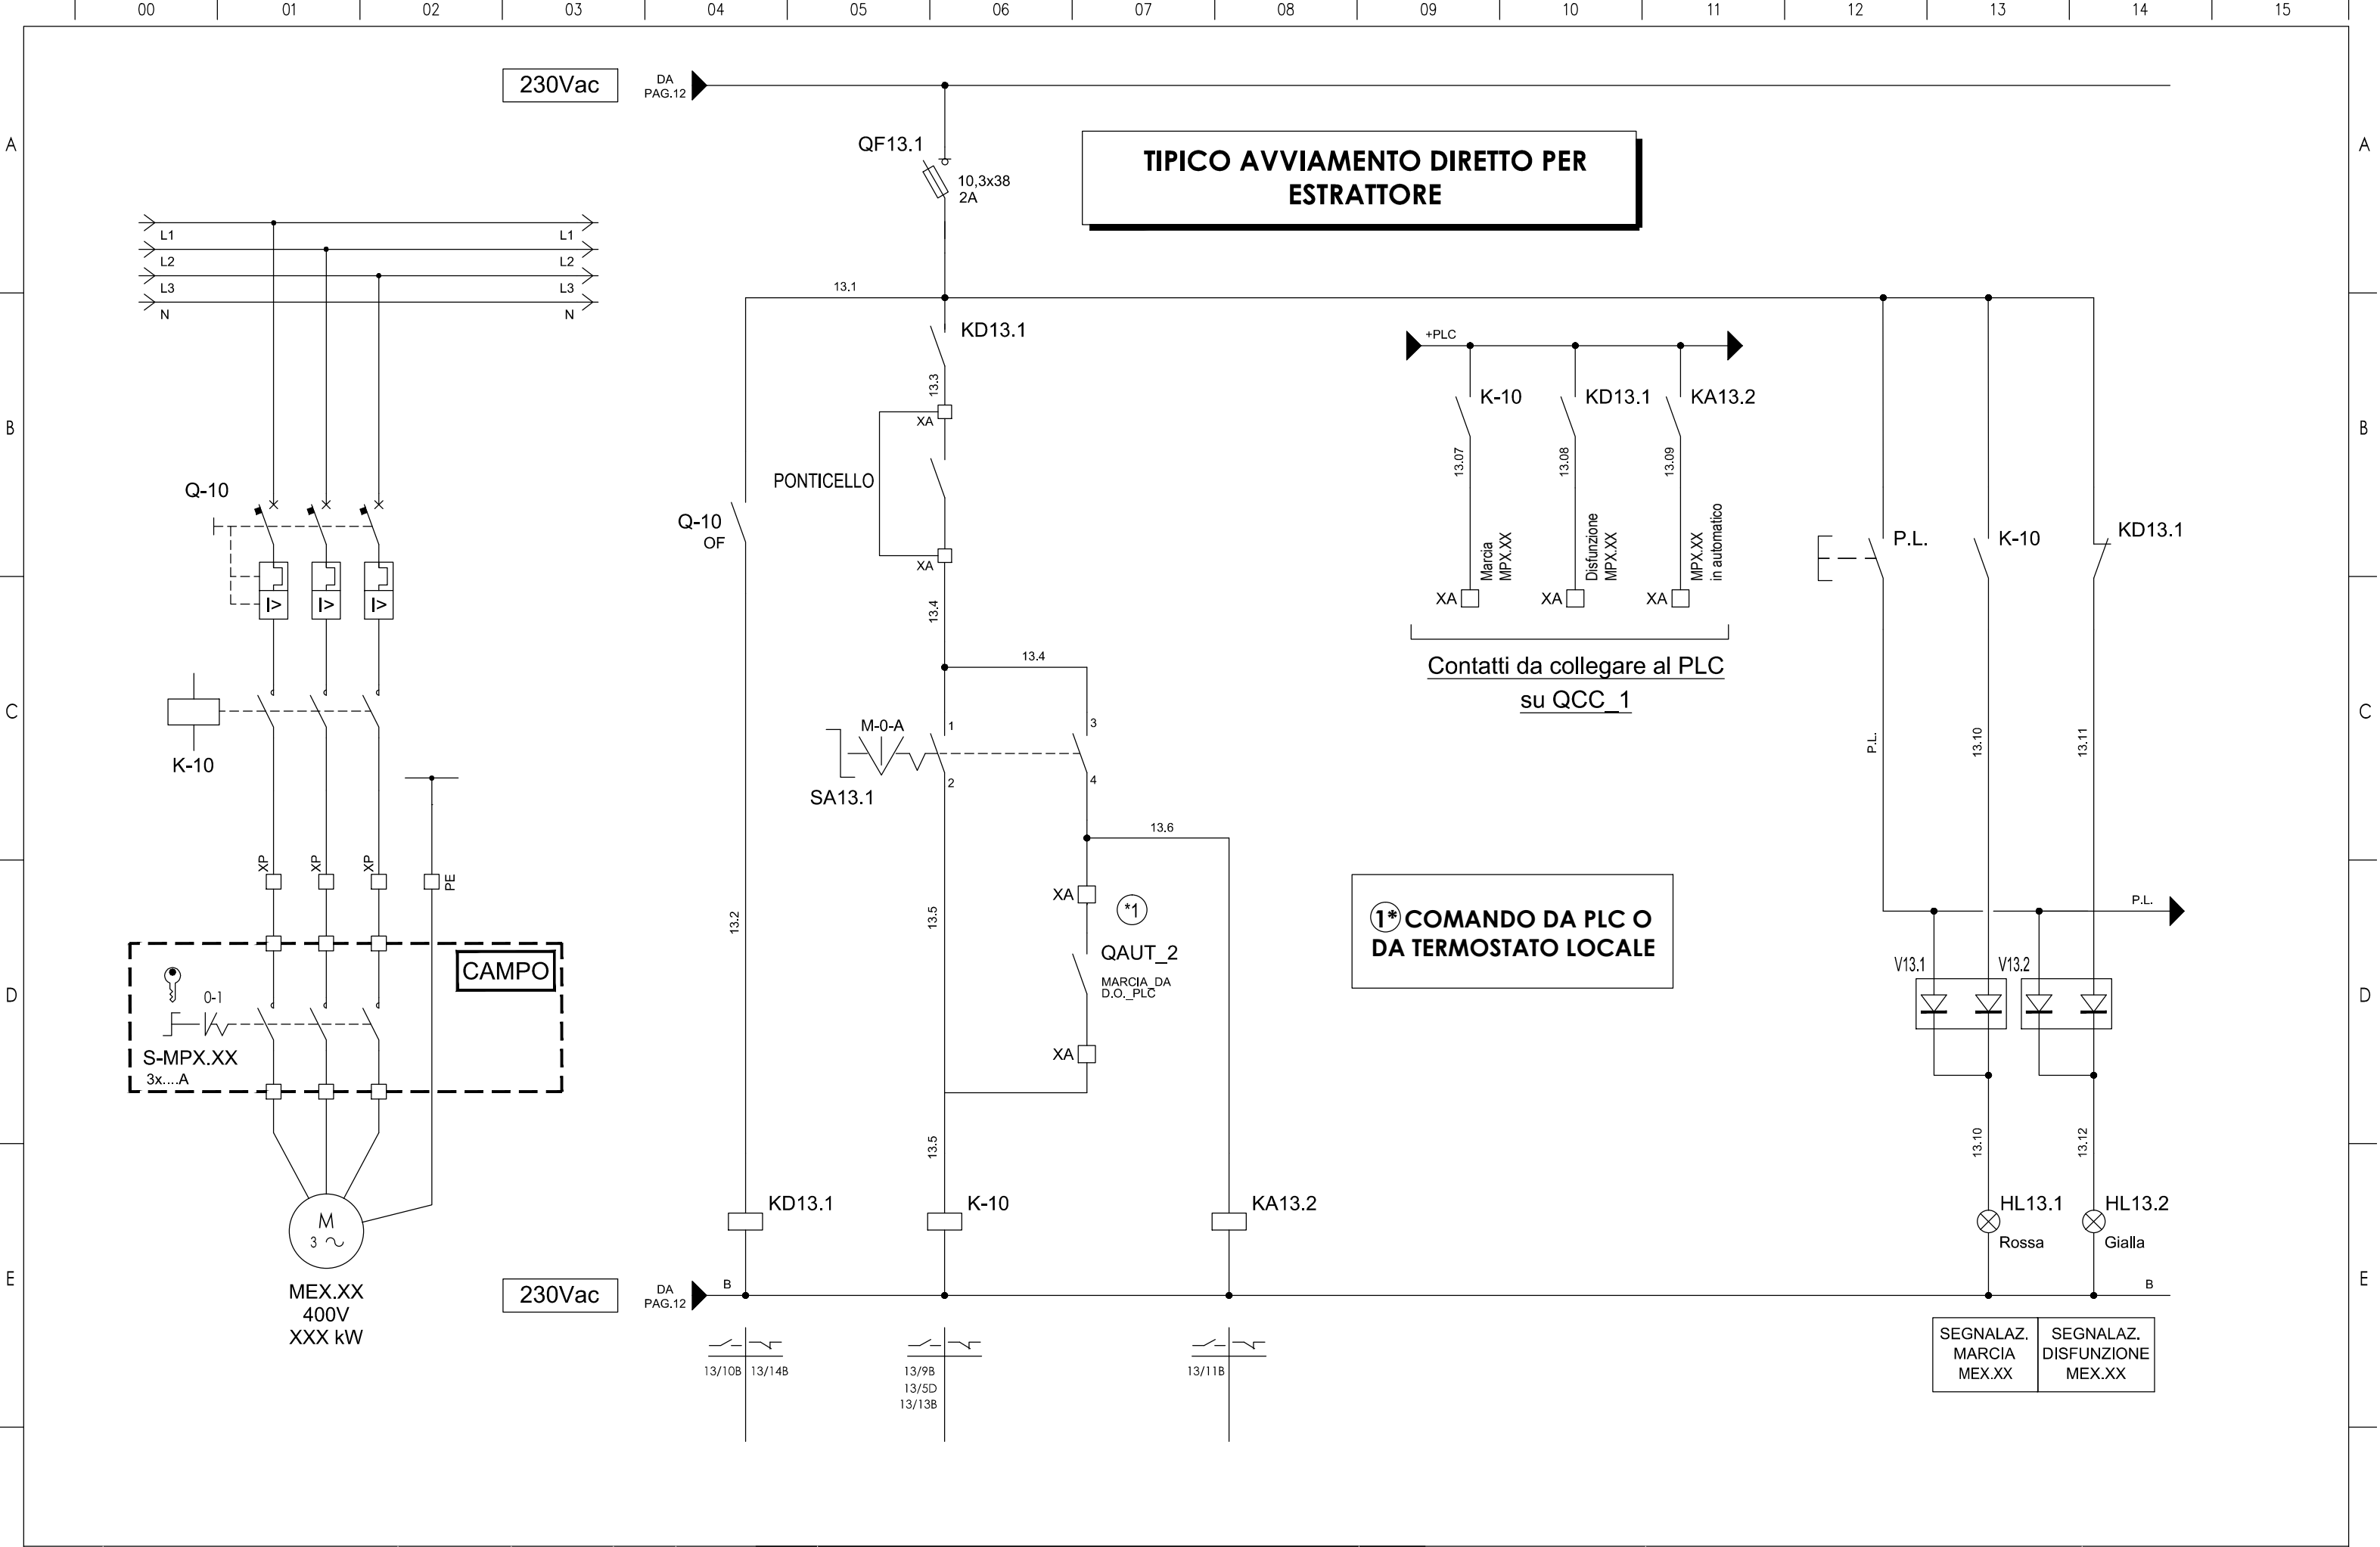 00 01 02 03 04 05 06 07 08 09 10 11 12 13 14 15
A
B
C
D
E
A
B
C
D
E
230Vac
DA
PAG.12
QF13.1
10,3x38
2A
TIPICO AVVIAMENTO DIRETTO PER
ESTRATTORE
L1
L2
L3
N
L1
L2
L3
N
Q-10
I>
I>
I>
K-10
XP
XP
XP
PE
CAMPO
0-1
S-MPX.XX
3x....A
M
3
MEX.XX
400V
XXX kW
13.1
KD13.1
13.3
XA
PONTICELLO
XA
13.4
13.4
Q-10
OF
13.2
M-0-A
SA13.1
1
2
3
4
13.6
13.5
XA
*1
QAUT_2
MARCIA_DA
D.O._PLC
XA
13.5
KD13.1
K-10
KA13.2
230Vac
DA
PAG.12
B
13/10B
13/14B
13/9B
13/5D
13/13B
13/11B
+PLC
K-10
KD13.1
KA13.2
13.07
13.08
13.09
Marcia
MPX.XX
Disfunzione
MPX.XX
MPX.XX
in automatico
XA
XA
XA
Contatti da collegare al PLC
su QCC_1
1* COMANDO DA PLC O
DA TERMOSTATO LOCALE
P.L.
K-10
KD13.1
P.L.
13.10
13.11
P.L.
V13.1
V13.2
13.10
13.12
HL13.1
Rossa
HL13.2
Gialla
B
SEGNALAZ.
MARCIA
MEX.XX
SEGNALAZ.
DISFUNZIONE
MEX.XX